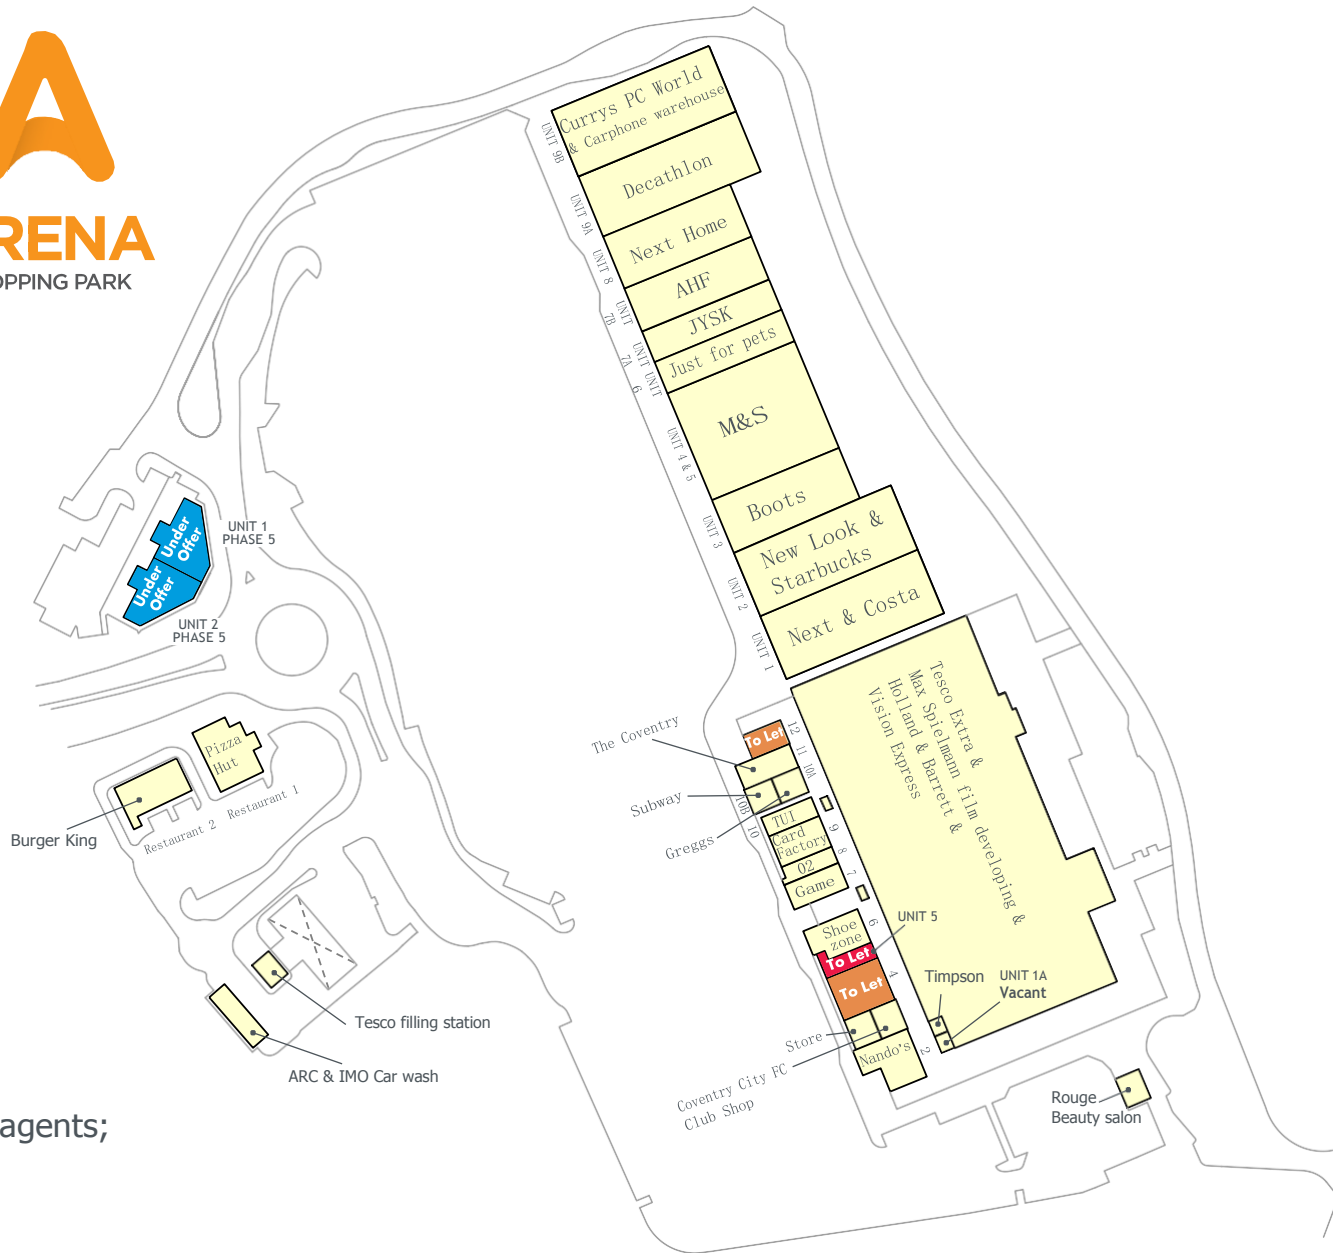 RENA
OPPING PARK
Currys PC World
& Carphone warehouse
UNIT 9B
Decathlon
UNIT 9A
Next Home
UNIT 8
AHF
UNIT
7B
JYSK
UNIT
7A
Just for pets
UNIT
6
M&S
UNIT 4 & 5
Boots
UNIT 3
New Look &
Starbucks
UNIT 2
Next & Costa
UNIT 1
Under
Offer
UNIT 1
PHASE 5
Under
Offer
UNIT 2
PHASE 5
Tesco Extra &
Max Spielmann film developing &
Holland & Barrett &
Vision Express
Pizza
Hut
Restaurant 1
Restaurant 2
Burger King
The Coventry
To Let
12
11
10A
Subway
10B
10
Greggs
TUI
9
Card
Factory
8
02
7
Game
Shoe
zone
6
UNIT 5
To Let
To Let
4
Timpson
UNIT 1A
Vacant
Store
Coventry City FC
Club Shop
Nando's
2
Tesco filling station
ARC & IMO Car wash
Rouge
Beauty salon
agents;